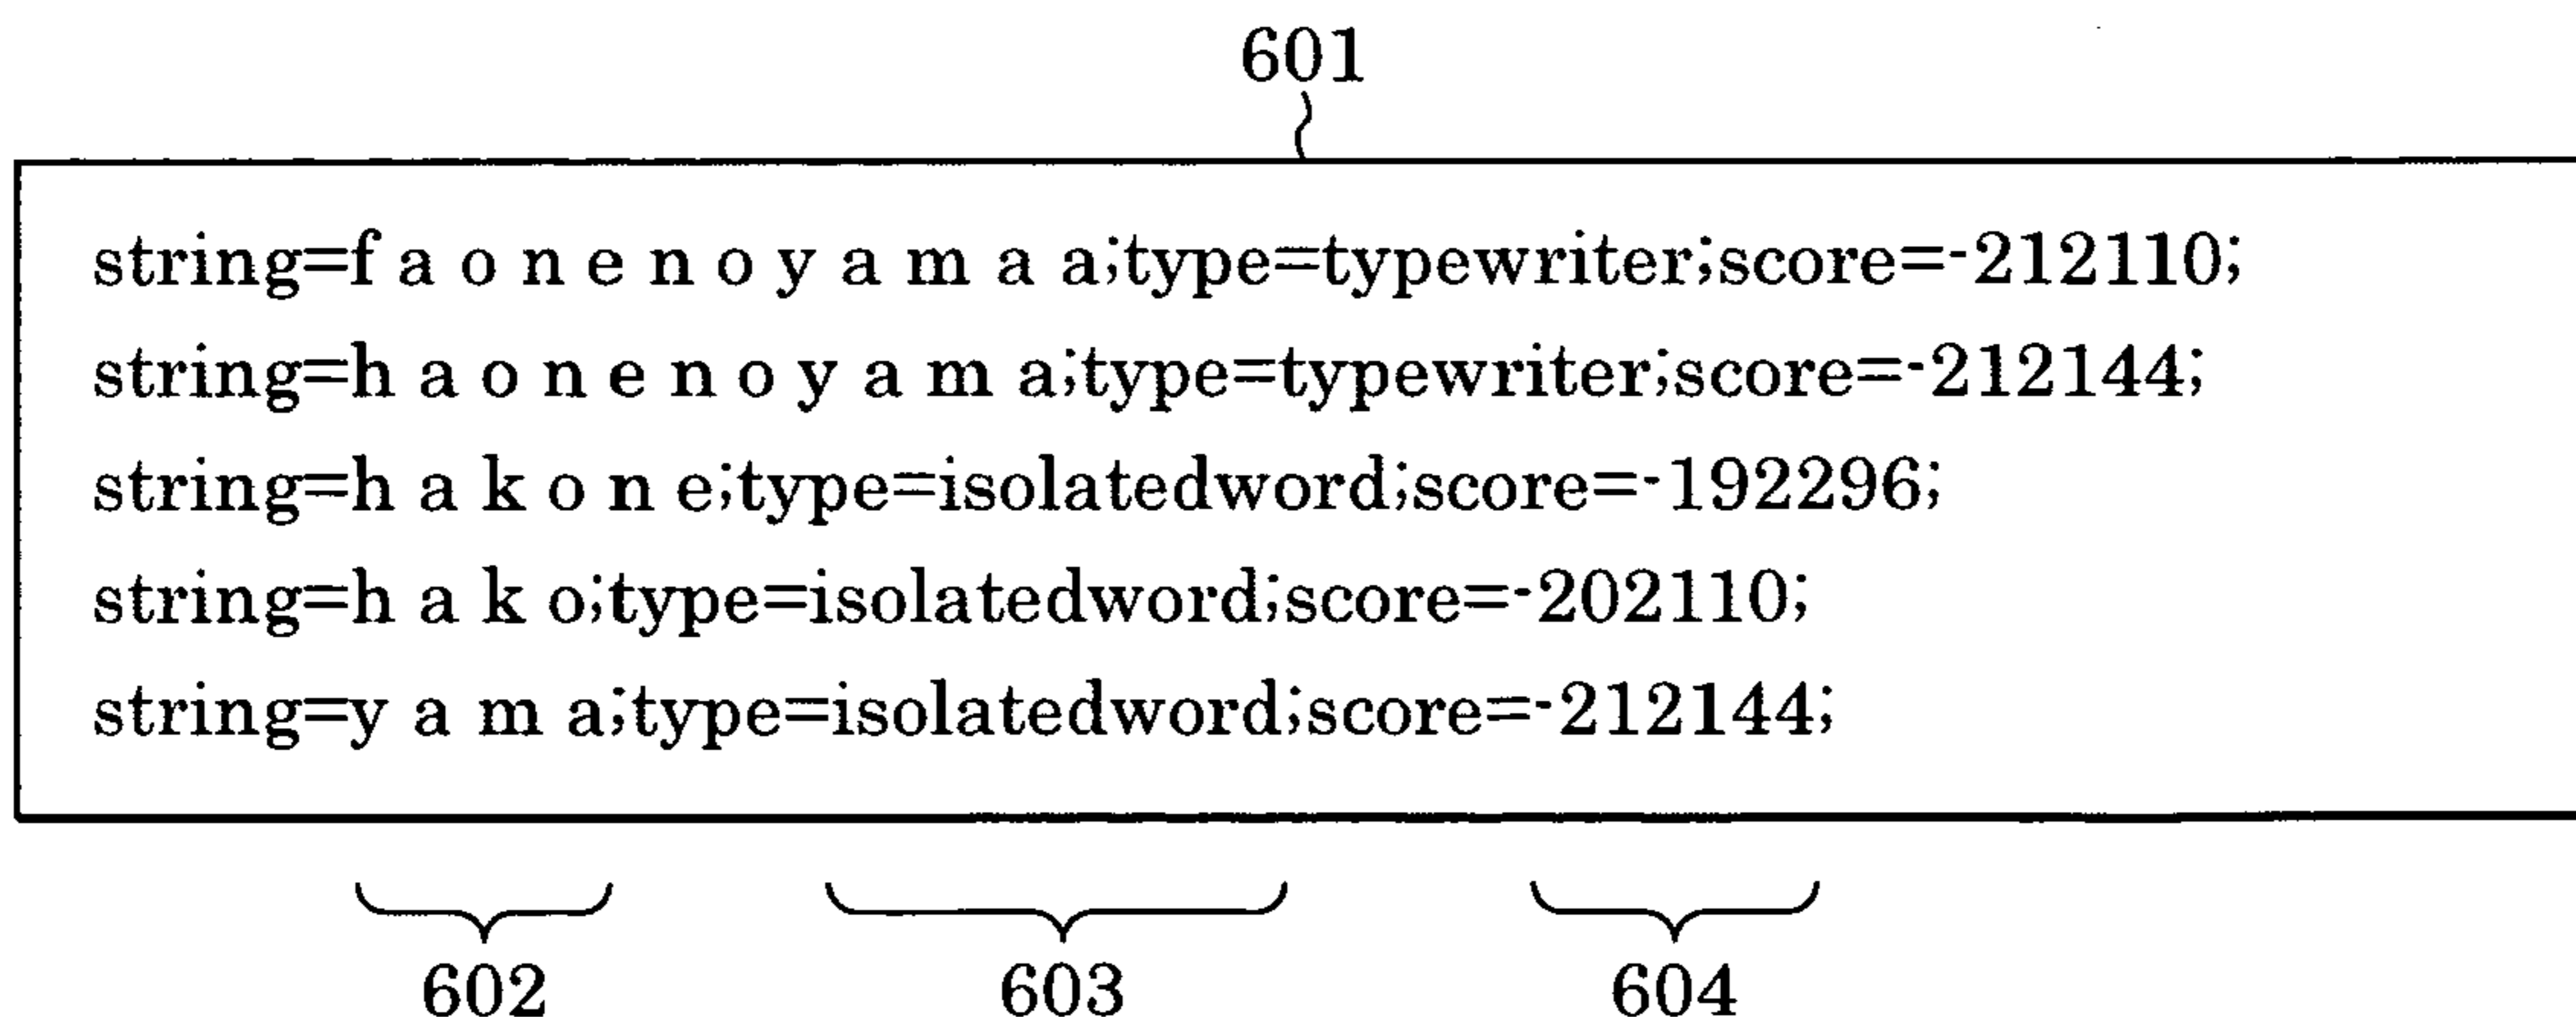 601
string=f a o n e n o y a m a a;type=typewriter;score=-212110;
string=h a o n e n o y a m a;type=typewriter;score=-212144;
string=h a k o n e;type=isolatedword;score=-192296;
string=h a k o;type=isolatedword;score=-202110;
string=y a m a;type=isolatedword;score=-212144;
602 603 604